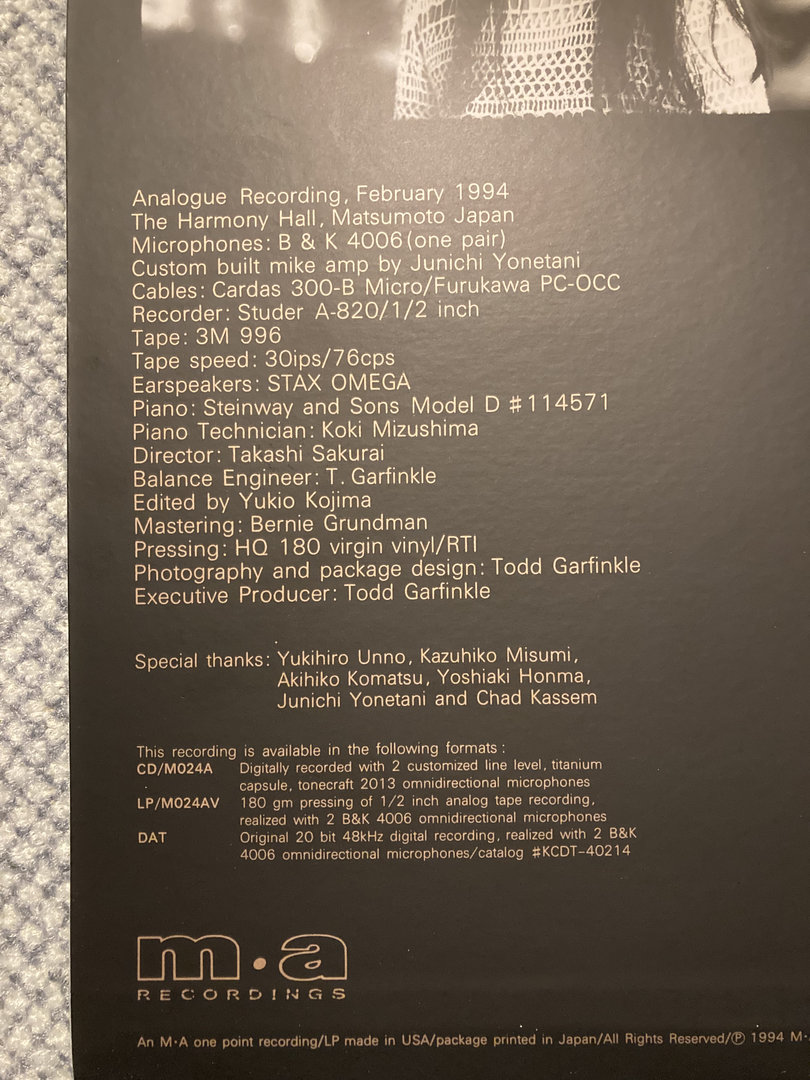 Analogue Recording, February 1994
The Harmony Hall, Matsumoto Japan
Microphones: B & K 4006 (one pair)
Custom built mike amp by Junichi Yonetani
Cables: Cardas 300-B Micro/Furukawa PC-OCC
Recorder: Studer A-820/1/2 inch
Tape: 3M 996
Tape speed: 30ips/76cps
Earspeakers: STAX OMEGA
Piano: Steinway and Sons Model D #114571
Piano Technician: Koki Mizushima
Director: Takashi Sakurai
Balance Engineer: T. Garfinkle
Edited by Yukio Kojima
Mastering: Bernie Grundman
Pressing: HQ 180 virgin vinyl/RTI
Photography and package design: Todd Garfinkle
Executive Producer: Todd Garfinkle
Special thanks: Yukihiro Unno, Kazuhiko Misumi,
Akihiko Komatsu, Yoshiaki Honma,
Junichi Yonetani and Chad Kassem
This recording is available in the following formats:
CD/M024A Digitally recorded with 2 customized line level, titanium
capsule, tonecraft 2013 omnidirectional microphones
LP/M024AV 180 gm pressing of 1/2 inch analog tape recording,
realized with 2 B&K 4006 omnidirectional microphones
DAT Original 20 bit 48kHz digital recording, realized with 2 B&K
4006 omnidirectional microphones/catalog #KCDT-40214
m·a
RECORDINGS
An M·A one point recording/LP made in USA/package printed in Japan/All Rights Reserved/℗ 1994 M·